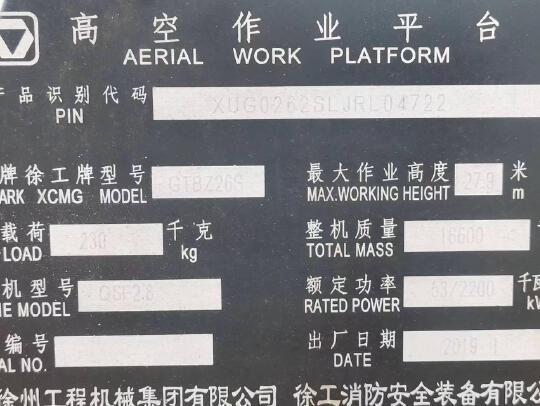 高空作业平台
AERIAL WORK PLATFORM
产品识别代码 XUG0262SLJRL04722
PIN
牌徐工牌型号 GTBZ26S
ARK XCMG MODEL
最大作业高度 27.9 米
MAX.WORKING HEIGHT m
载荷 230 千克
LOAD kg
整机质量 16600
TOTAL MASS
机型号 QSF2.8
NE MODEL
额定功率 53/2200 千瓦
RATED POWER kW
编号
AL NO.
出厂日期 2019
DATE
徐州工程机械集团有限公司 徐工消防安全装备有限公